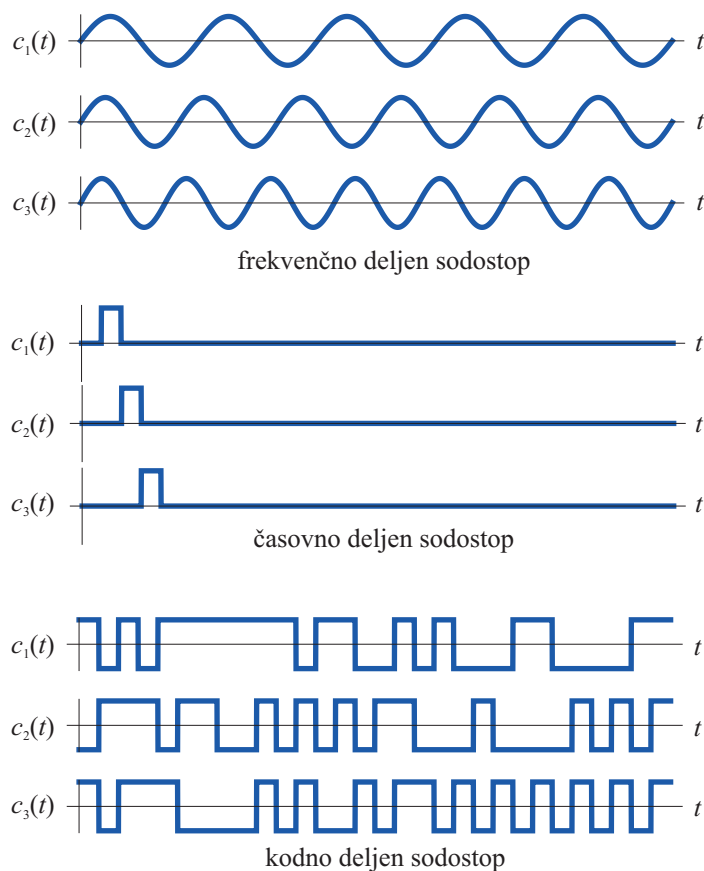 c₁(t) t
c₂(t) t
c₃(t) t
frekvenčno deljen sodostop
c₁(t) t
c₂(t) t
c₃(t) t
časovno deljen sodostop
c₁(t) t
c₂(t) t
c₃(t) t
kodno deljen sodostop